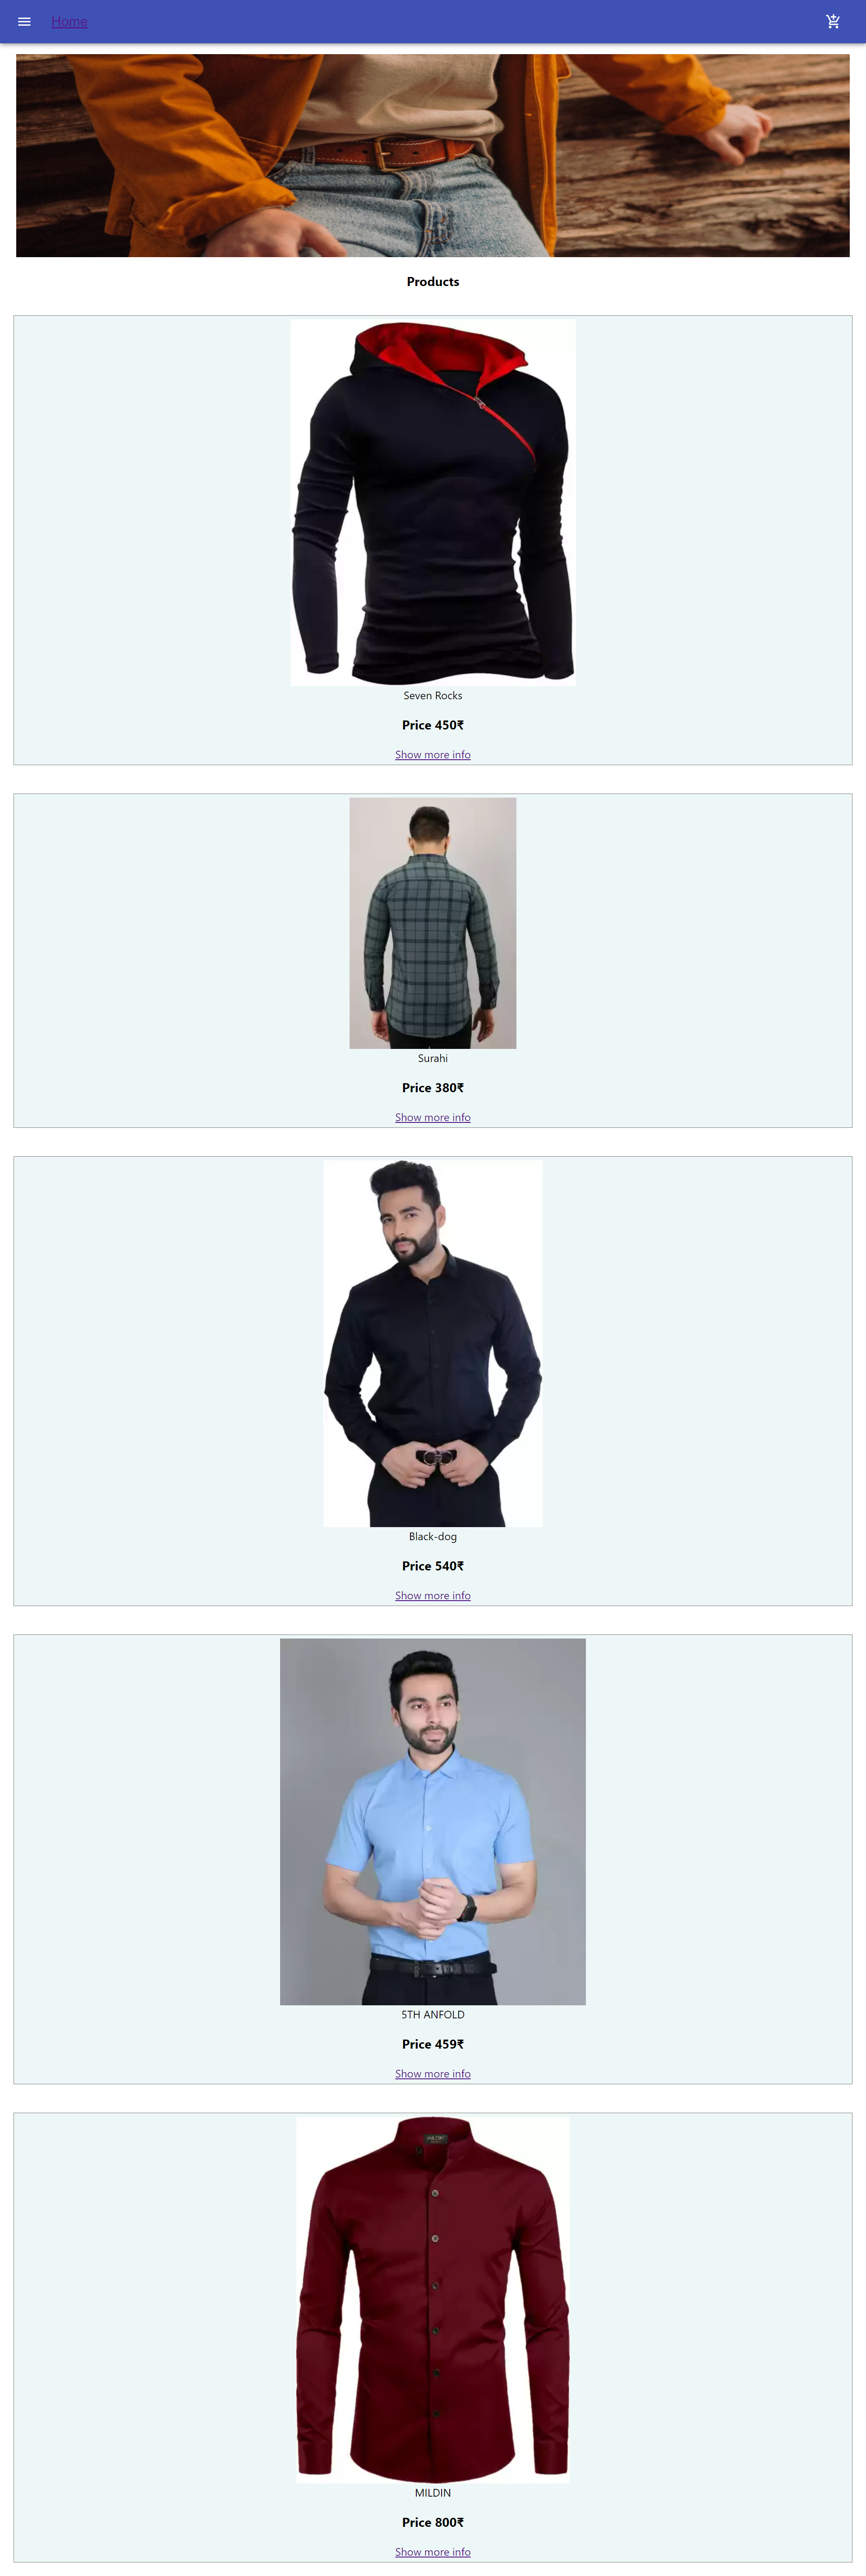 Home
Products
Seven Rocks
Price 450₹
Show more info
Surahi
Price 380₹
Show more info
Black-dog
Price 540₹
Show more info
5TH ANFOLD
Price 459₹
Show more info
MILDIN
Price 800₹
Show more info